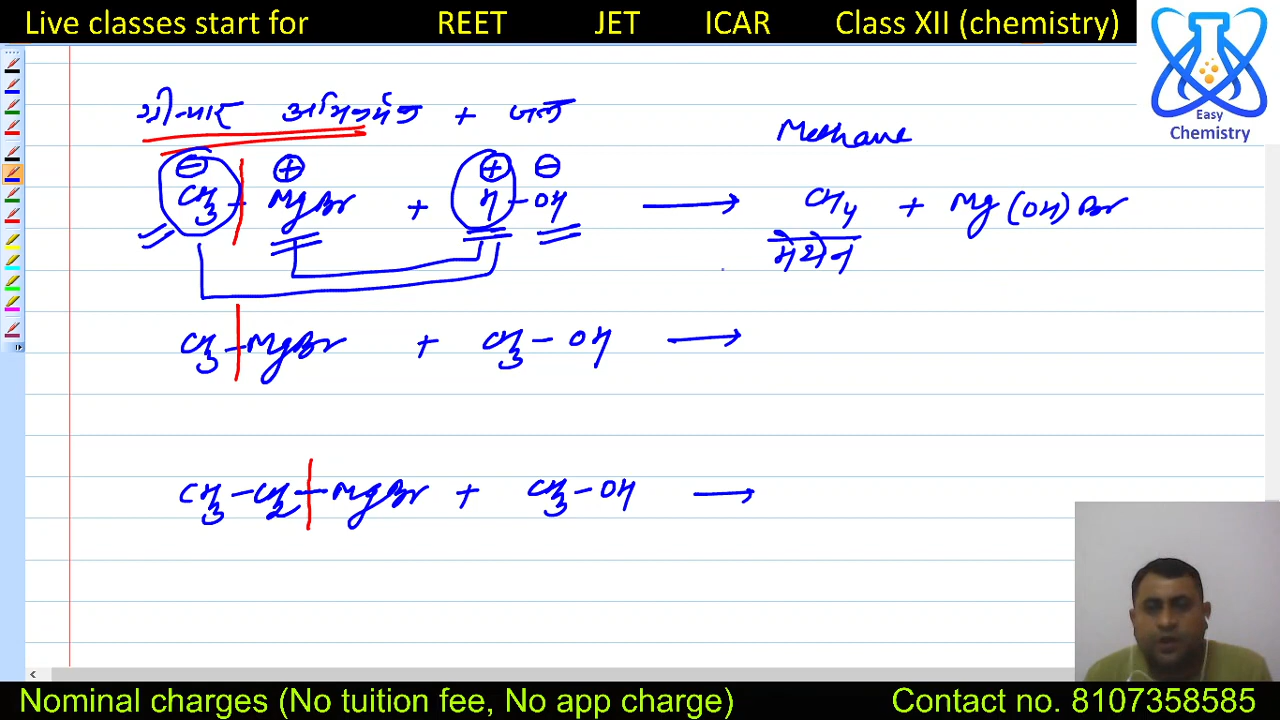 Live classes start for REET JET ICAR Class XII (chemistry)
Easy
Chemistry
ग्रीन्यार अभिकर्मक + जल
Methane
⊖ ⊕ ⊕ ⊖
CH3 - MgBr + H - OH ⟶ CH4 + Mg(OH)Br
मेथेन
CH3 - MgBr + CH3 - OH ⟶
CH3 - CH2 - MgBr + CH3 - OH ⟶
Nominal charges (No tuition fee, No app charge) Contact no. 8107358585